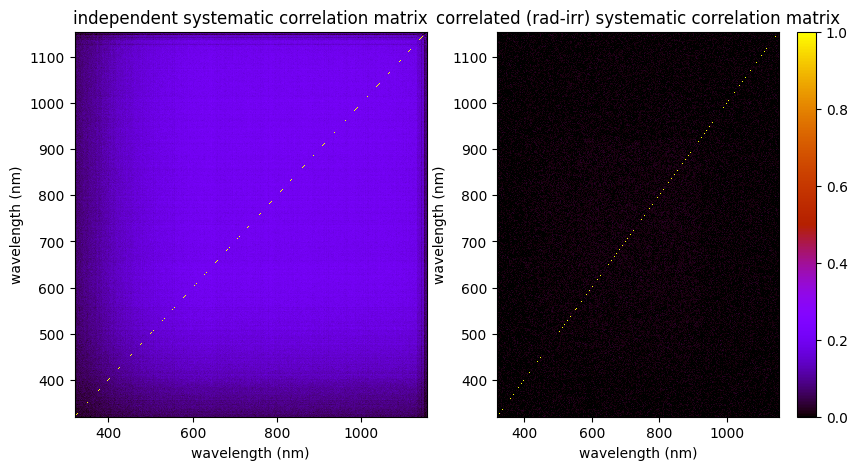 independent systematic correlation matrix
correlated (rad-irr) systematic correlation matrix
wavelength (nm)
1100
1000
900
800
700
600
500
400
400 600 800 1000
wavelength (nm)
wavelength (nm)
1100
1000
900
800
700
600
500
400
400 600 800 1000
wavelength (nm)
1.0
0.8
0.6
0.4
0.2
0.0